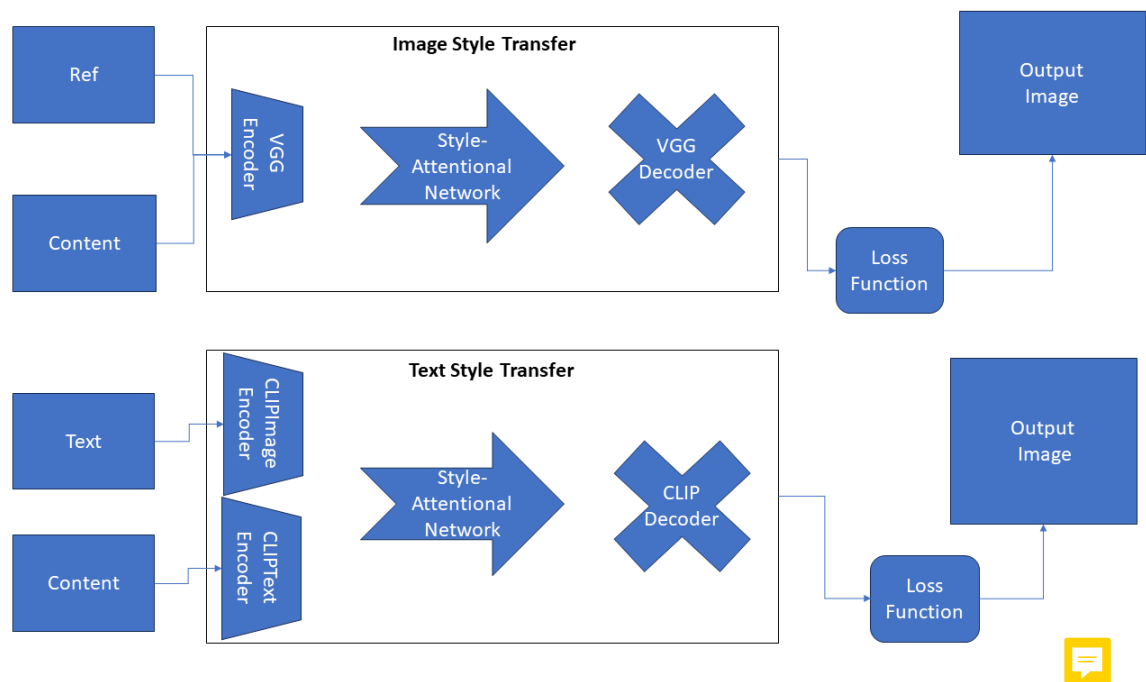 Image Style Transfer
Ref
Content
VGG
Encoder
Style-
Attentional
Network
VGG
Decoder
Loss
Function
Output
Image
Text Style Transfer
Text
Content
CLIPImage
Encoder
CLIPText
Encoder
Style-
Attentional
Network
CLIP
Decoder
Loss
Function
Output
Image